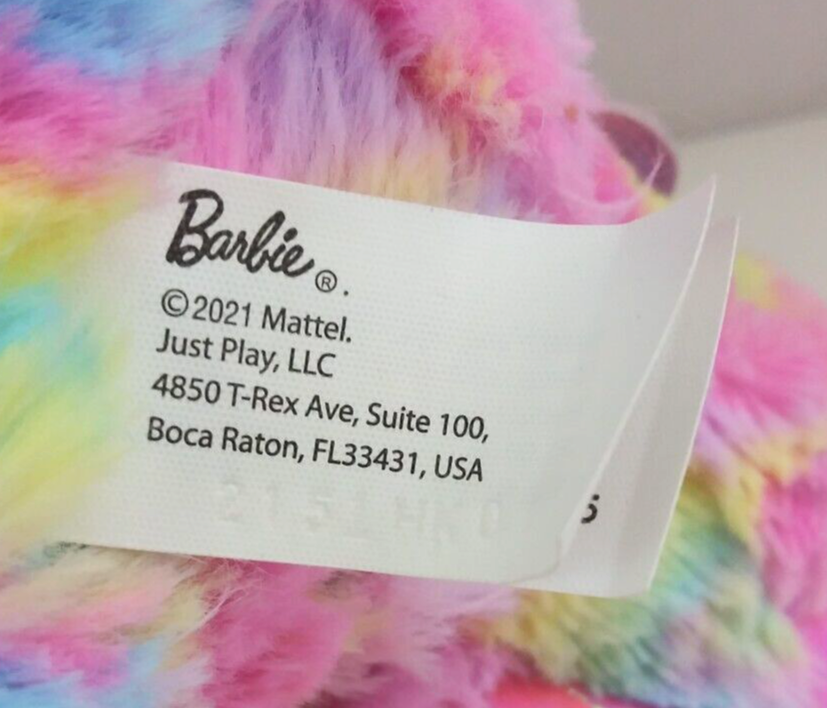 Barbie®.
©2021 Mattel.
Just Play, LLC
4850 T-Rex Ave, Suite 100,
Boca Raton, FL33431, USA